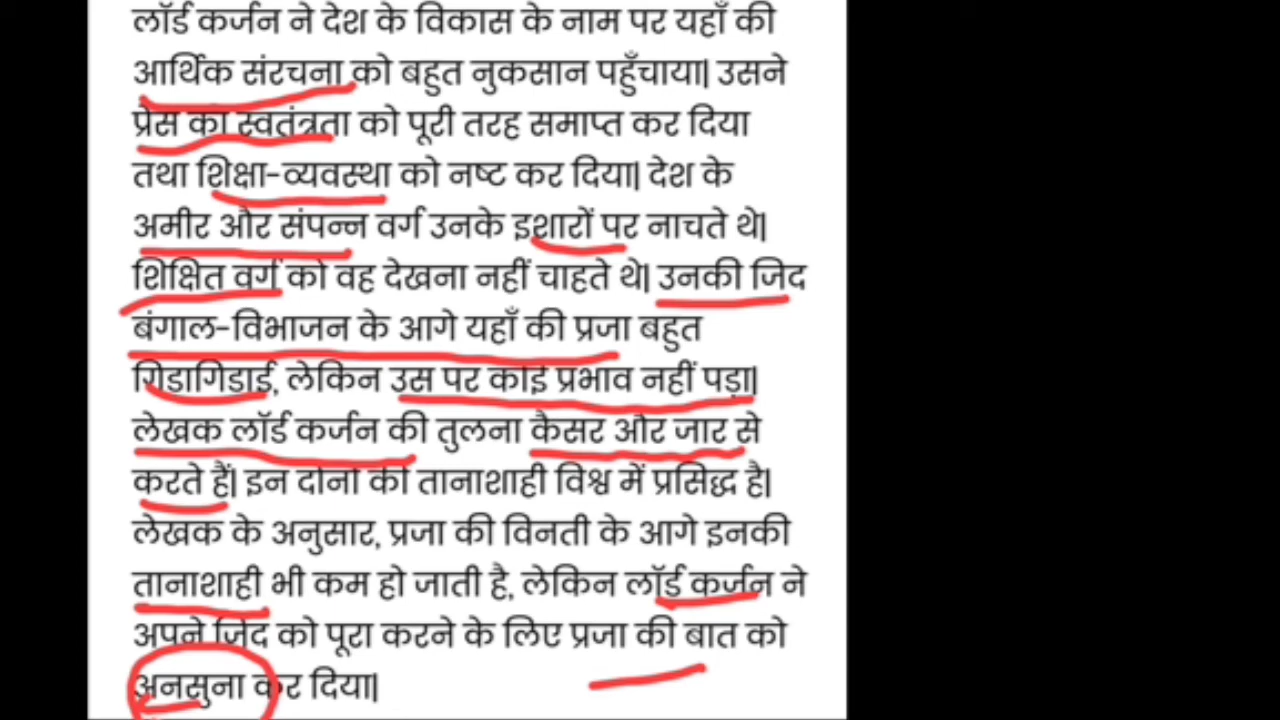 लॉर्ड कर्जन ने देश के विकास के नाम पर यहाँ की
आर्थिक संरचना को बहुत नुकसान पहुँचाया| उसने
प्रेस की स्वतंत्रता को पूरी तरह समाप्त कर दिया
तथा शिक्षा-व्यवस्था को नष्ट कर दिया| देश के
अमीर और संपन्न वर्ग उनके इशारों पर नाचते थे|
शिक्षित वर्ग को वह देखना नहीं चाहते थे| उनकी जिद
बंगाल-विभाजन के आगे यहाँ की प्रजा बहुत
गिडागिडाई, लेकिन उस पर कोई प्रभाव नहीं पड़ा|
लेखक लॉर्ड कर्जन की तुलना कैसर और जार से
करते हैं| इन दोनों की तानाशाही विश्व में प्रसिद्ध है|
लेखक के अनुसार, प्रजा की विनती के आगे इनकी
तानाशाही भी कम हो जाती है, लेकिन लॉर्ड कर्जन ने
अपने जिद को पूरा करने के लिए प्रजा की बात को
अनसुना कर दिया|